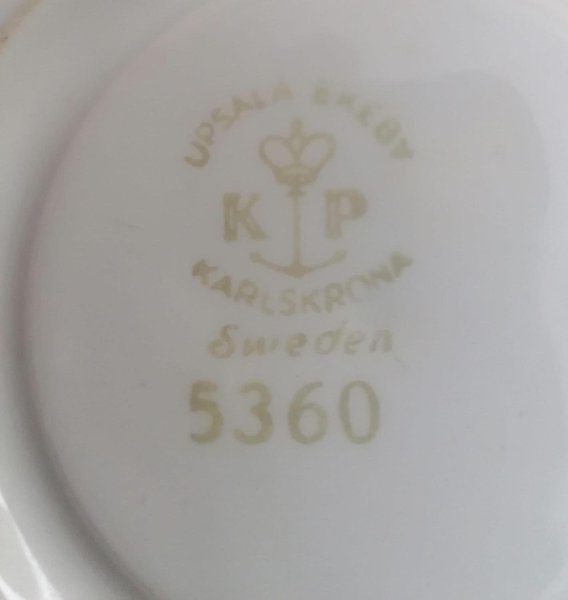 UPSALA EKEBY
K P
KARLSKRONA
Sweden
5360